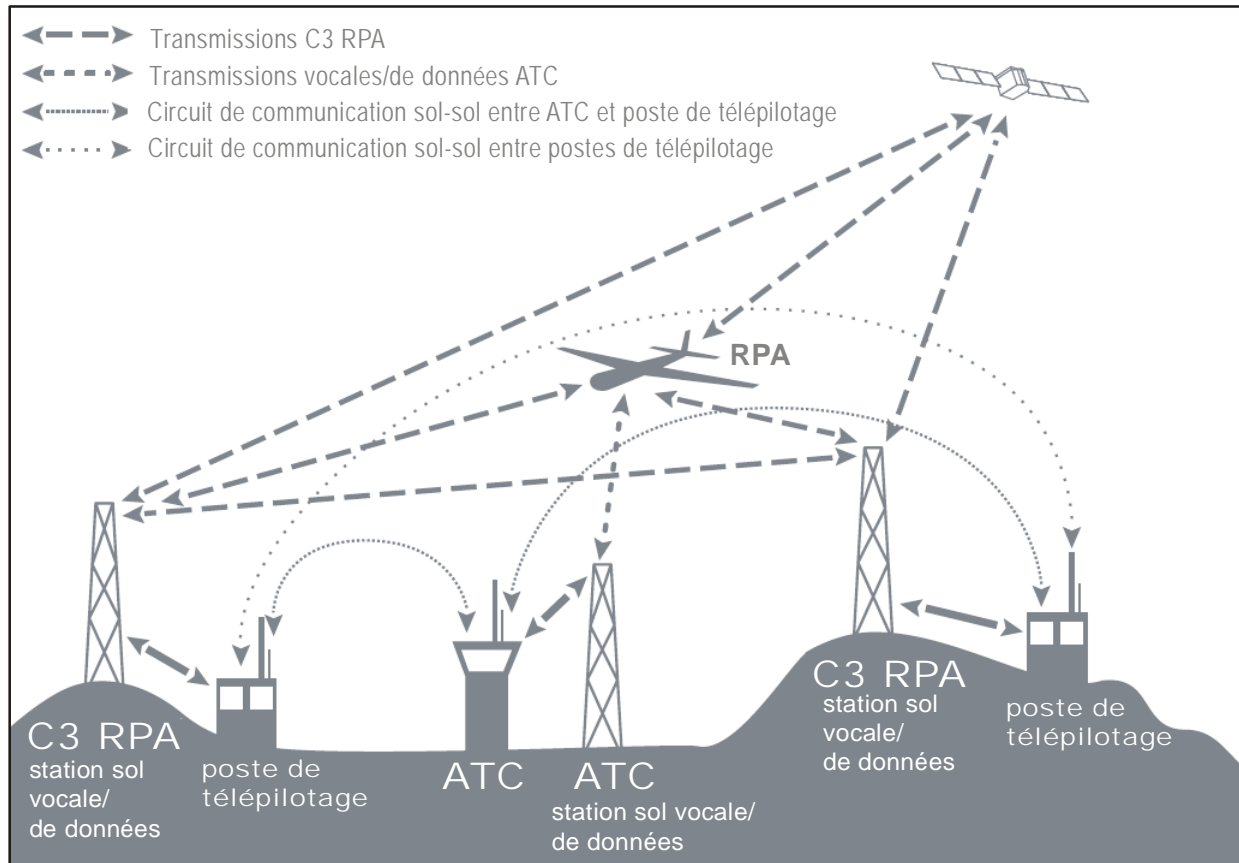 Transmissions C3 RPA
Transmissions vocales/de données ATC
Circuit de communication sol-sol entre ATC et poste de télépilotage
Circuit de communication sol-sol entre postes de télépilotage
RPA
C3 RPA
station sol
vocale/
de données
poste de
télépilotage
ATC
ATC
station sol vocale/
de données
C3 RPA
station sol
vocale/
de données
poste de
télépilotage